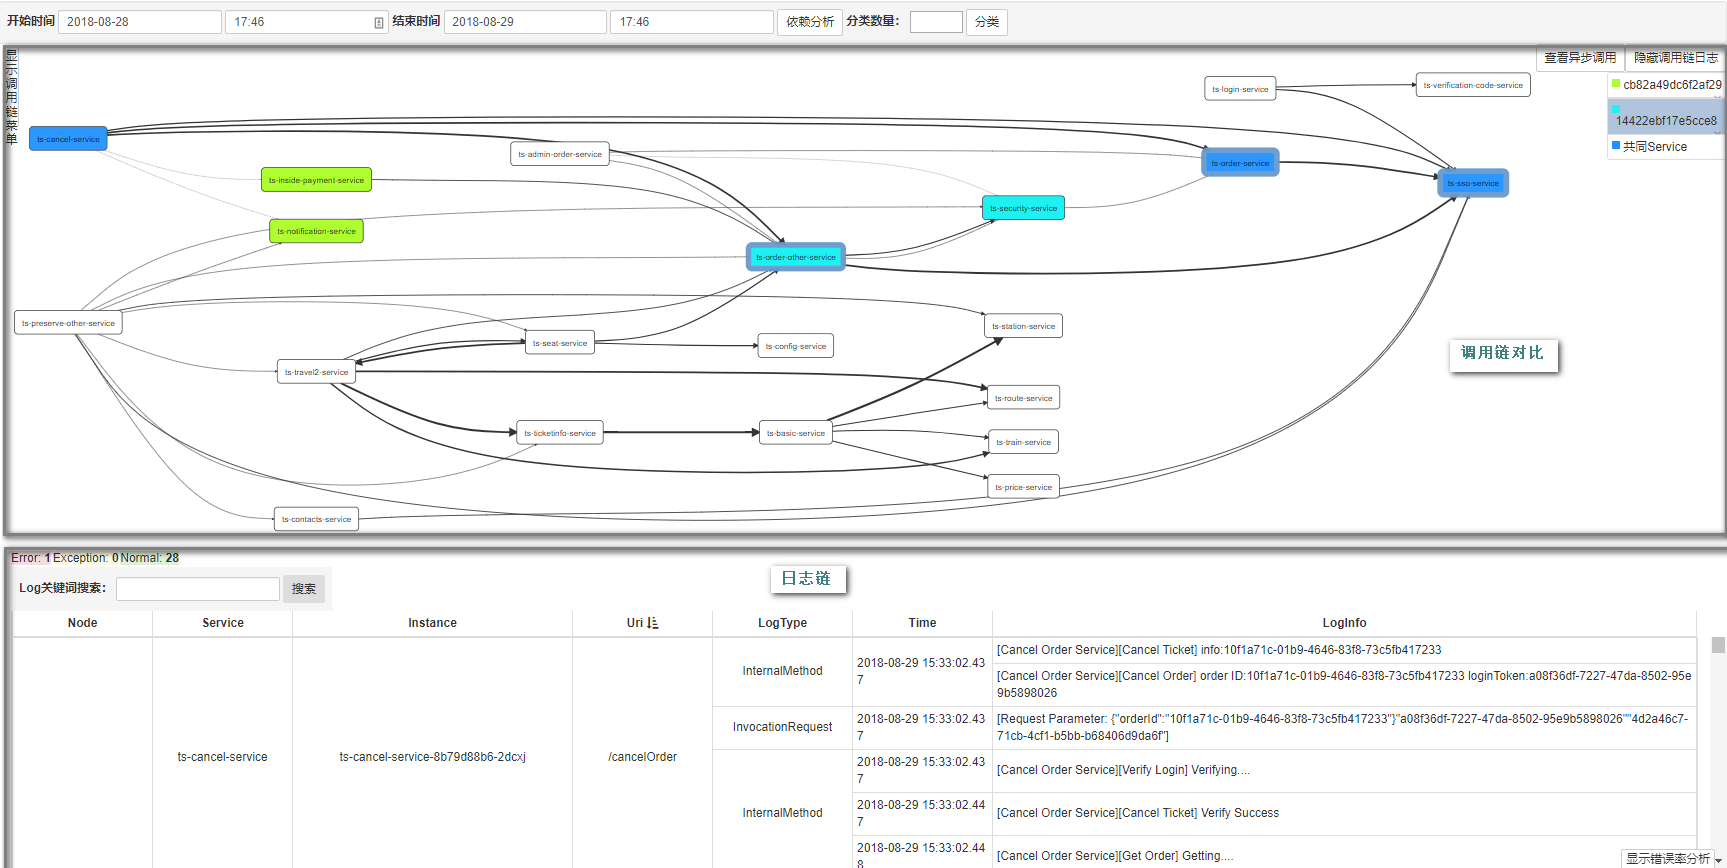 开始时间 2018-08-28 17:46 结束时间 2018-08-29 17:46 依赖分析 分类数量： 分类
显示调用链菜单
查看异步调用 隐藏调用链日志
cb82a49dc6f2af29
14422ebf17e5cce8
共同Service
ts-login-service
ts-verification-code-service
ts-cancel-service
ts-admin-order-service
ts-order-service
ts-inside-payment-service
ts-sso-service
ts-security-service
ts-notification-service
ts-order-other-service
ts-preserve-other-service
ts-station-service
ts-seat-service
ts-config-service
调用链对比
ts-travel2-service
ts-route-service
ts-ticketinfo-service
ts-basic-service
ts-train-service
ts-price-service
ts-contacts-service
Error: 1 Exception: 0 Normal: 28
日志链
Log关键词搜索： 搜索
Node Service Instance Uri LogType Time LogInfo
ts-cancel-service
ts-cancel-service-8b79d88b6-2dcxj
/cancelOrder
InternalMethod
2018-08-29 15:33:02.43
7
[Cancel Order Service][Cancel Ticket] info:10f1a71c-01b9-4646-83f8-73c5fb417233
[Cancel Order Service][Cancel Order] order ID:10f1a71c-01b9-4646-83f8-73c5fb417233 loginToken:a08f36df-7227-47da-8502-95e
9b5898026
InvocationRequest
2018-08-29 15:33:02.43
7
[Request Parameter: {"orderId":"10f1a71c-01b9-4646-83f8-73c5fb417233"}"a08f36df-7227-47da-8502-95e9b5898026""4d2a46c7-
71cb-4cf1-b5bb-b68406d9da6f"]
InternalMethod
2018-08-29 15:33:02.43
7
[Cancel Order Service][Verify Login] Verifying....
2018-08-29 15:33:02.44
7
[Cancel Order Service][Cancel Ticket] Verify Success
2018-08-29 15:33:02.44
8
[Cancel Order Service][Get Order] Getting....
显示错误率分析